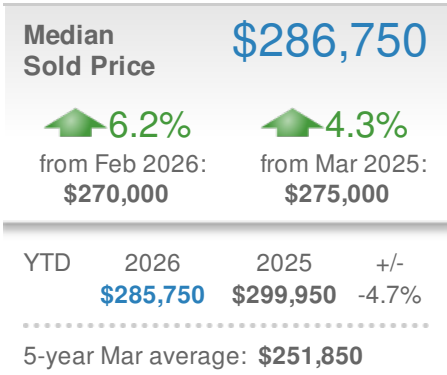 Median
Sold Price
$286,750
6.2%
from Feb 2026:
$270,000
4.3%
from Mar 2025:
$275,000
YTD 2026 2025 +/-
$285,750 $299,950 -4.7%
5-year Mar average: $251,850